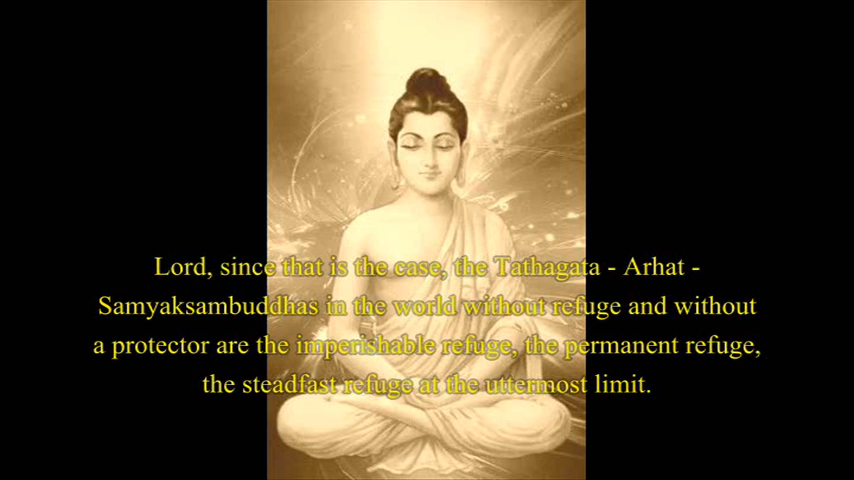 Lord, since that is the case, the Tathagata - Arhat -
Samyaksambuddhas in the world without refuge and without
a protector are the imperishable refuge, the permanent refuge,
the steadfast refuge at the uttermost limit.